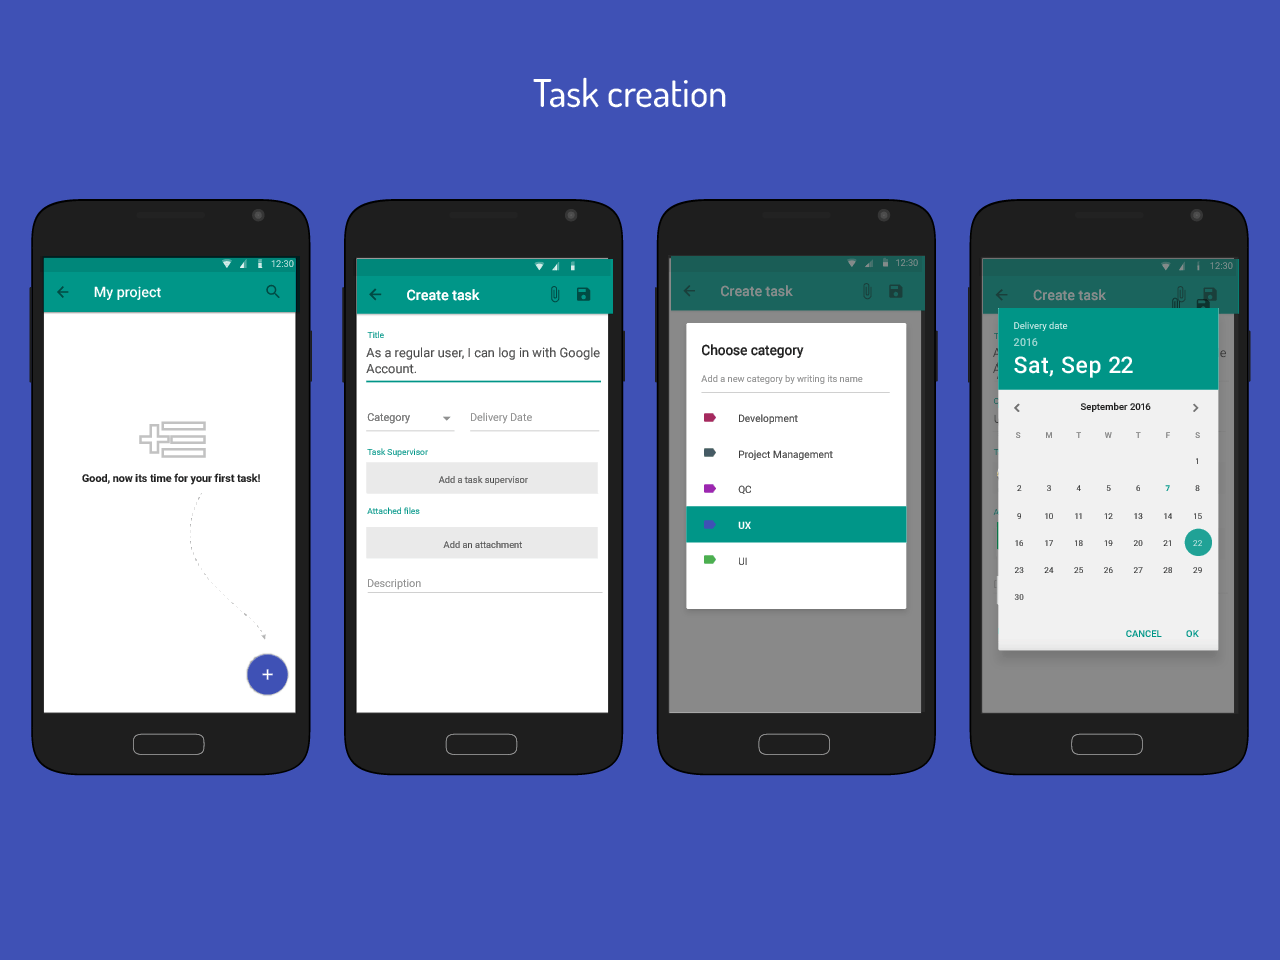 Task creation
12:30
My project
Good, now its time for your first task!
+
Create task
Title
As a regular user, I can log in with Google
Account.
Category
Delivery Date
Task Supervisor
Add a task supervisor
Attached files
Add an attachment
Description
12:30
Create task
Choose category
Add a new category by writing its name
Development
Project Management
QC
UX
UI
12:30
Create task
Delivery date
2016
Sat, Sep 22
September 2016
S M T W T F S
1
2 3 4 5 6 7 8
9 10 11 12 13 14 15
16 17 18 19 20 21 22
23 24 25 26 27 28 29
30
CANCEL OK